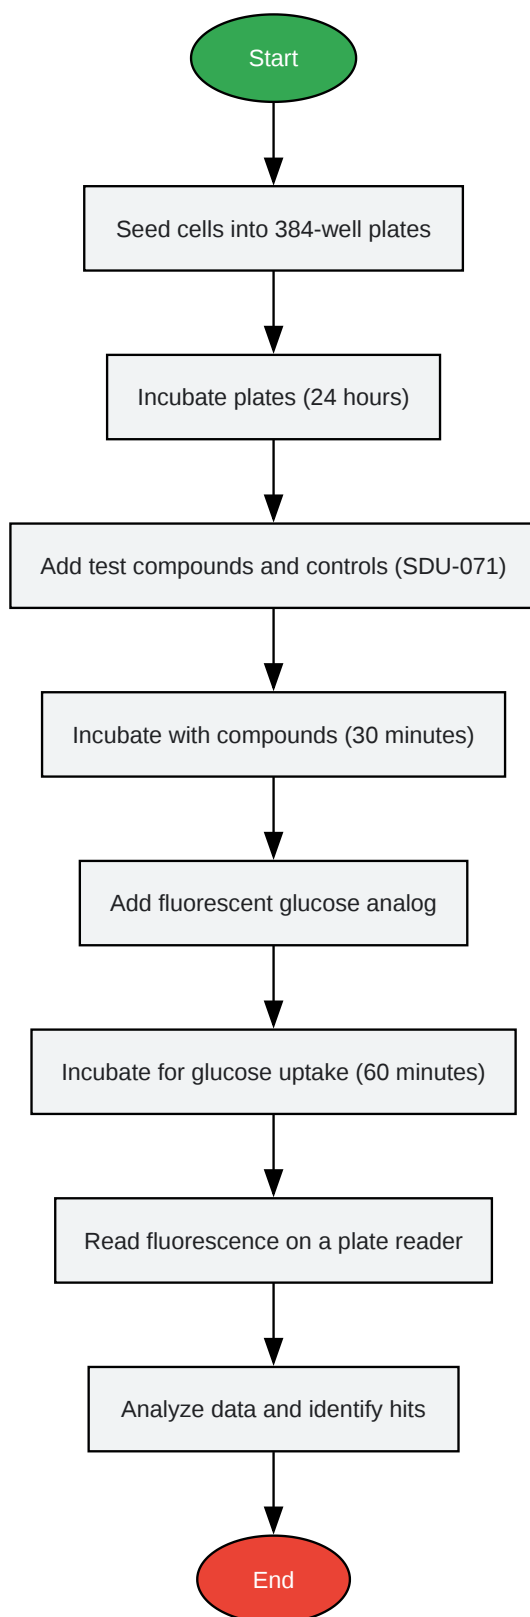 Start
Seed cells into 384-well plates
Incubate plates (24 hours)
Add test compounds and controls (SDU-071)
Incubate with compounds (30 minutes)
Add fluorescent glucose analog
Incubate for glucose uptake (60 minutes)
Read fluorescence on a plate reader
Analyze data and identify hits
End